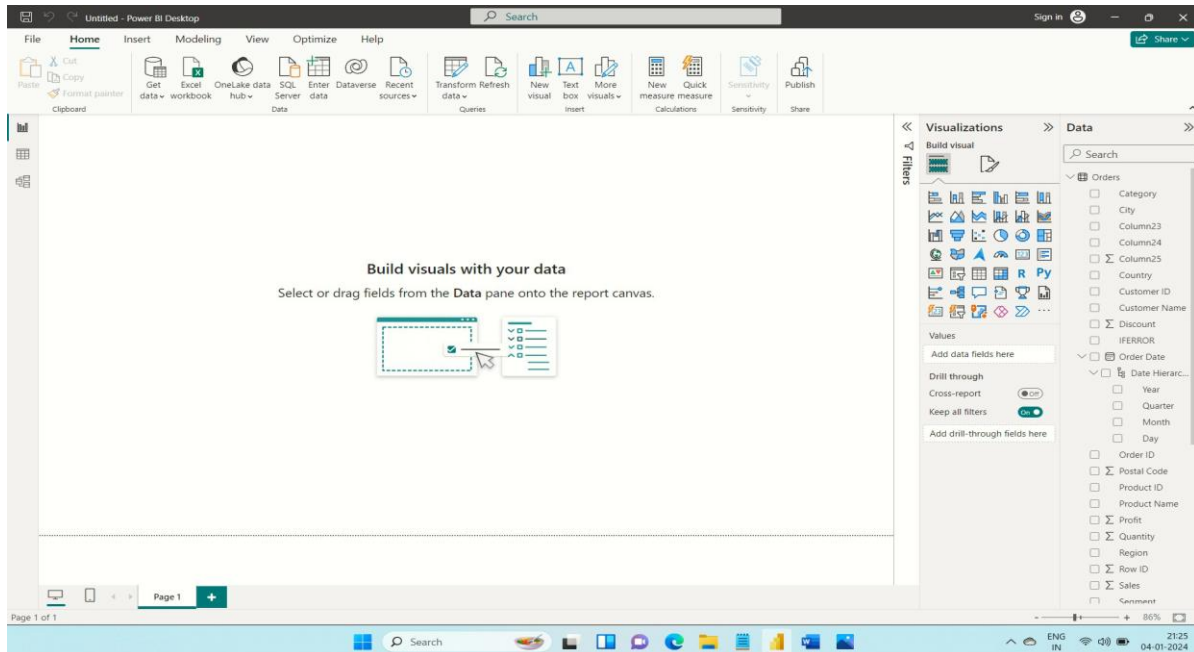 Untitled - Power BI Desktop
Search
Sign in
File Home Insert Modeling View Optimize Help
Share
Paste
Cut
Copy
Format painter
Clipboard
Get data
Excel workbook
OneLake data hub
SQL Server
Enter data
Dataverse
Recent sources
Data
Transform data
Refresh
Queries
New visual
Text box
More visuals
Insert
New measure
Quick measure
Calculations
Sensitivity
Sensitivity
Publish
Share
Build visuals with your data
Select or drag fields from the Data pane onto the report canvas.
Filters
Visualizations
Build visual
R Py
Values
Add data fields here
Drill through
Cross-report
Off
Keep all filters
On
Add drill-through fields here
Data
Search
Orders
Category
City
Column23
Column24
Column25
Country
Customer ID
Customer Name
Discount
IFERROR
Order Date
Date Hierarc...
Year
Quarter
Month
Day
Order ID
Postal Code
Product ID
Product Name
Profit
Quantity
Region
Row ID
Sales
Segment
Page 1
Page 1 of 1
86%
Search
ENG
IN
21:25
04-01-2024